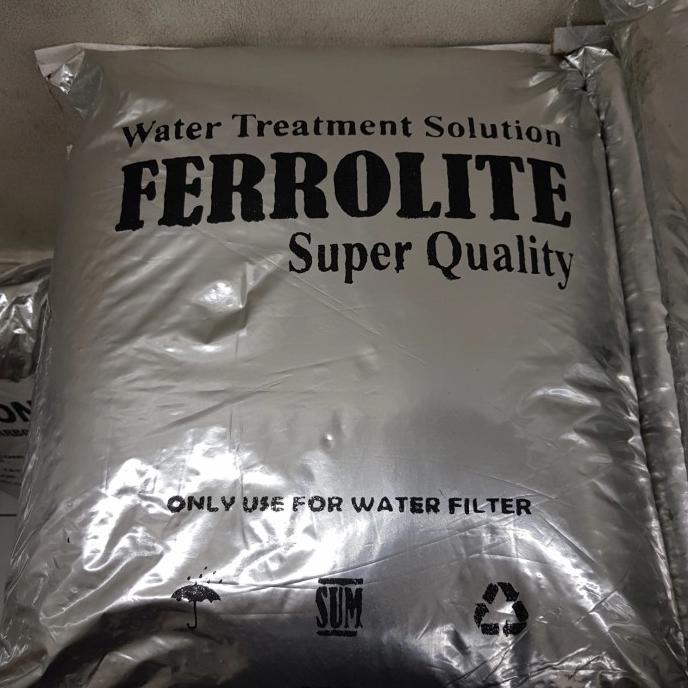 Water Treatment Solution
FERROLITE
Super Quality
ONLY USE FOR WATER FILTER
SUM